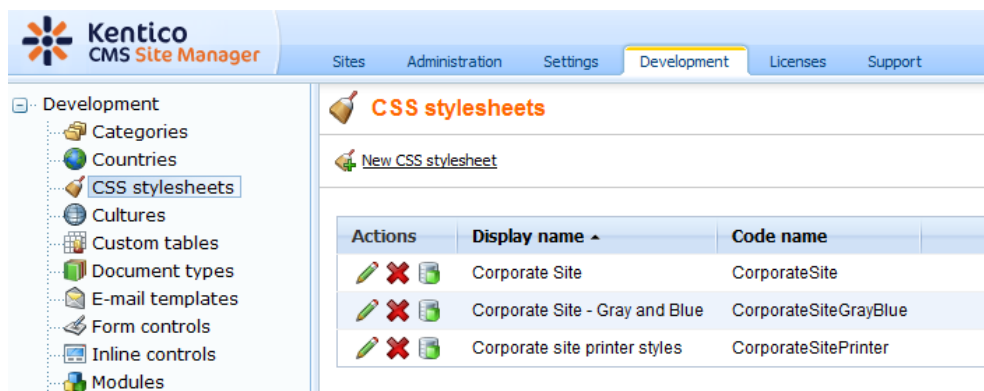 Kentico
CMS Site Manager
Sites Administration Settings Development Licenses Support
Development
Categories
Countries
CSS stylesheets
Cultures
Custom tables
Document types
E-mail templates
Form controls
Inline controls
Modules
CSS stylesheets
New CSS stylesheet
Actions Display name Code name
Corporate Site CorporateSite
Corporate Site - Gray and Blue CorporateSiteGrayBlue
Corporate site printer styles CorporateSitePrinter